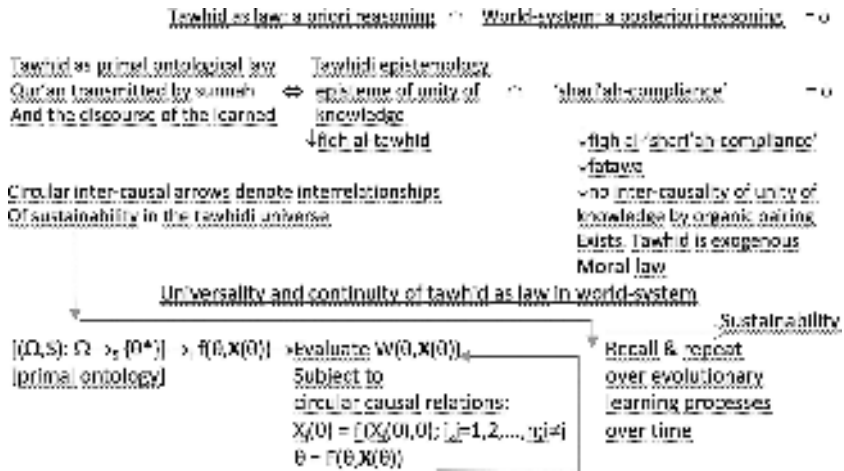 Tawhid as law: a priori reasoning ∩ World-system: a posteriori reasoning = ø
Tawhid as primal ontological law
Qur'an transmitted by sunnah
And the discourse of the learned
⇔
Tawhidi epistemology
episteme of unity of
knowledge
↓fiqh al-tawhid
∩
'shari'ah-compliance' = ø
↓fiqh al-'shari'ah-compliance'
↓fatawa
↓no inter-causality of unity of
knowledge by organic pairing
Exists. Tawhid is exogenous
Moral law
Circular inter-causal arrows denote interrelationships
Of sustainability in the tawhidi universe
Universality and continuity of tawhid as law in world-system
Sustainability
[(Ω,S): Ω → {θ*}] → f(θ,X(θ)) →Evaluate W(θ,X(θ))
[primal ontology]
Subject to
circular causal relations:
i,j=1,2,...,n;i≠j
θ = F(θ,X(θ))
Recall & repeat
over evolutionary
learning processes
over time